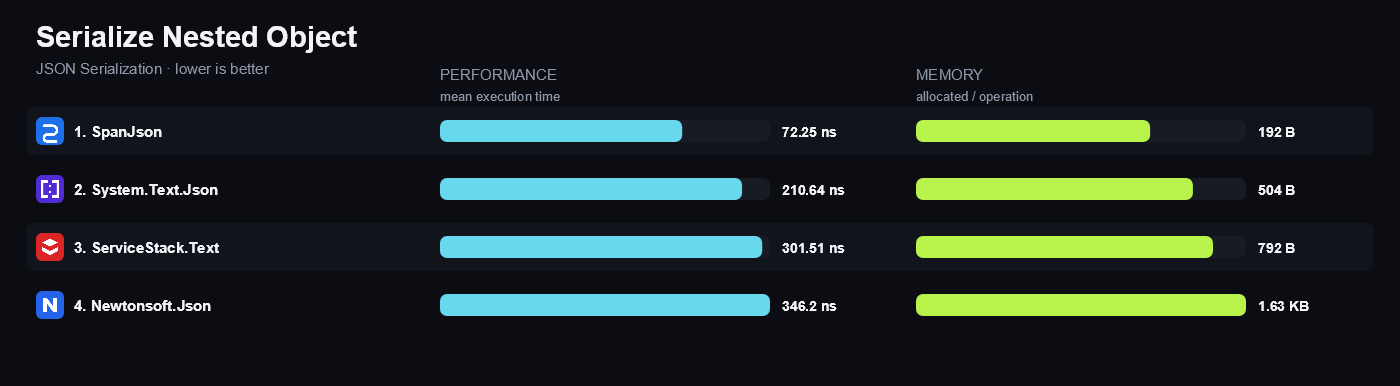 Serialize Nested Object
JSON Serialization · lower is better
PERFORMANCE
mean execution time
MEMORY
allocated / operation
1. SpanJson 72.25 ns 192 B
2. System.Text.Json 210.64 ns 504 B
3. ServiceStack.Text 301.51 ns 792 B
N 4. Newtonsoft.Json 346.2 ns 1.63 KB